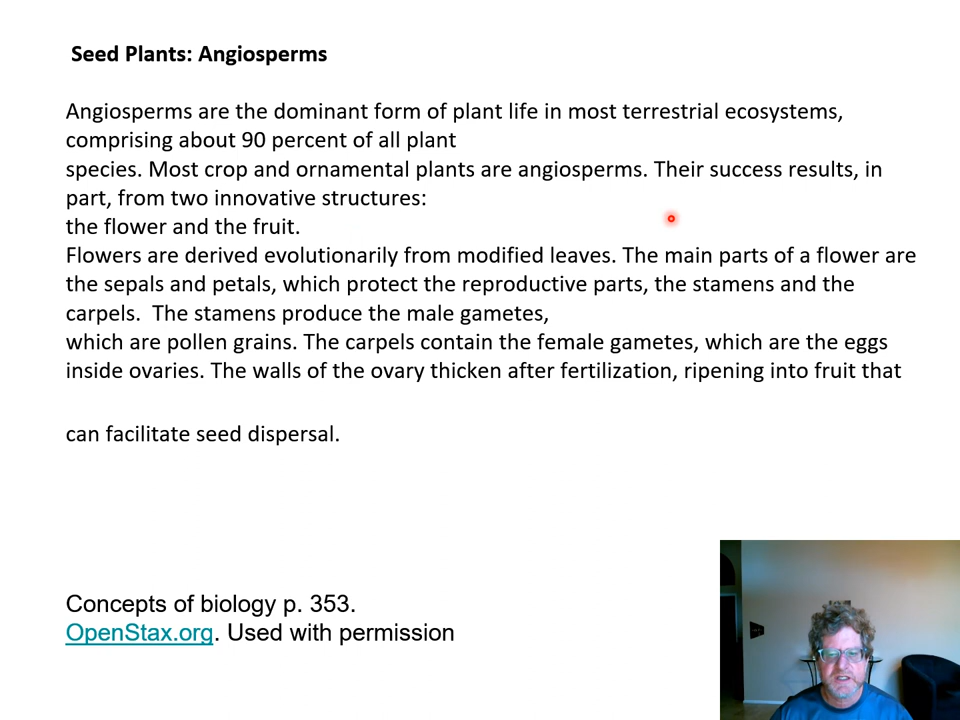 Seed Plants: Angiosperms
Angiosperms are the dominant form of plant life in most terrestrial ecosystems,
comprising about 90 percent of all plant
species. Most crop and ornamental plants are angiosperms. Their success results, in
part, from two innovative structures:
the flower and the fruit.
Flowers are derived evolutionarily from modified leaves. The main parts of a flower are
the sepals and petals, which protect the reproductive parts, the stamens and the
carpels.  The stamens produce the male gametes,
which are pollen grains. The carpels contain the female gametes, which are the eggs
inside ovaries. The walls of the ovary thicken after fertilization, ripening into fruit that
can facilitate seed dispersal.
Concepts of biology p. 353.
OpenStax.org. Used with permission